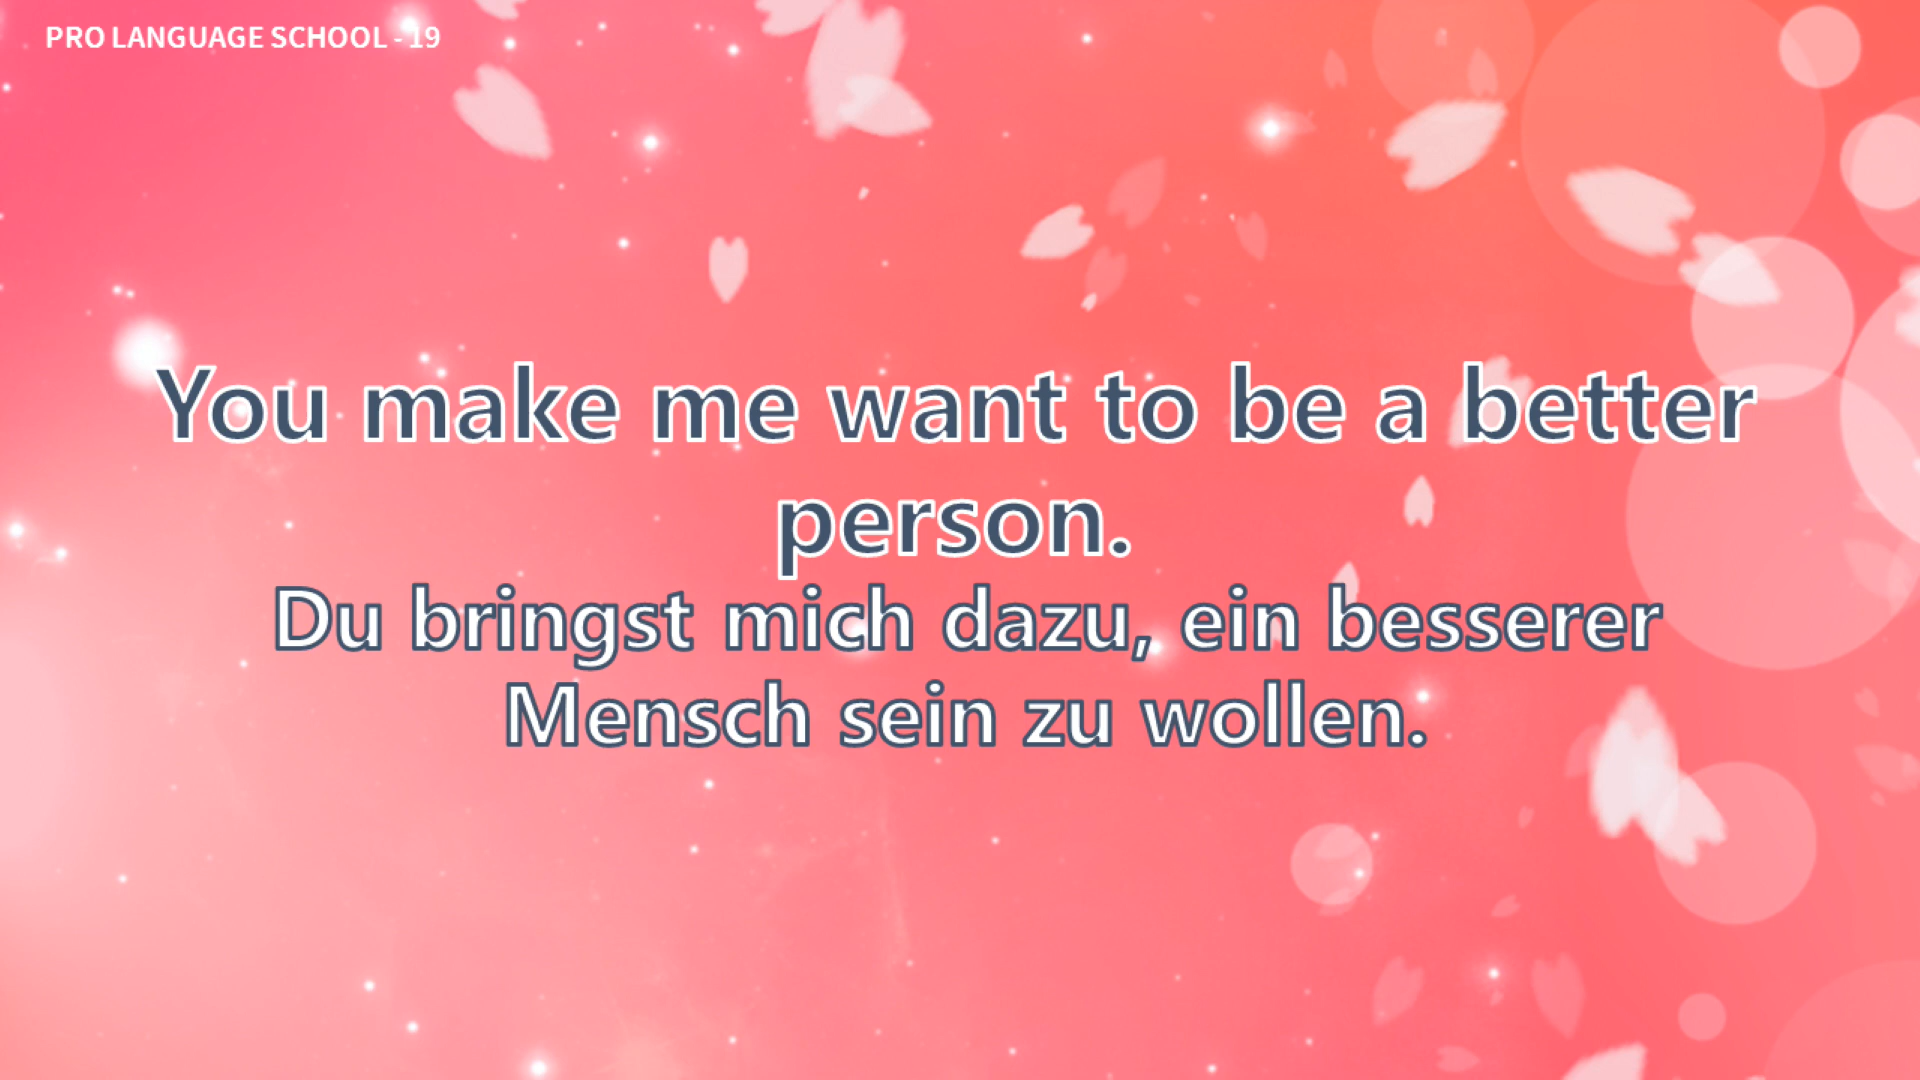 PRO LANGUAGE SCHOOL - 19
You make me want to be a better
person.
Du bringst mich dazu, ein besserer
Mensch sein zu wollen.